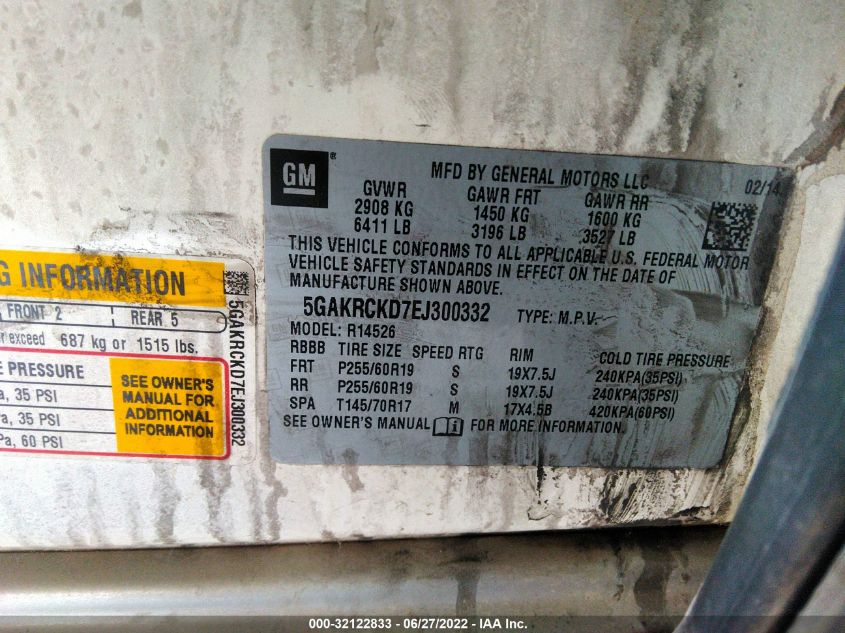 GM ®
MFD BY GENERAL MOTORS LLC
02/14
GVWR GAWR FRT GAWR RR
2908 KG 1450 KG 1600 KG
6411 LB 3196 LB 3527 LB
THIS VEHICLE CONFORMS TO ALL APPLICABLE U.S. FEDERAL MOTOR
VEHICLE SAFETY STANDARDS IN EFFECT ON THE DATE OF
MANUFACTURE SHOWN ABOVE.
5GAKRCKD7EJ300332 TYPE: M.P.V.
MODEL: R14526
RBBB TIRE SIZE SPEED RTG RIM COLD TIRE PRESSURE
FRT P255/60R19 S 19X7.5J 240KPA(35PSI)
RR P255/60R19 S 19X7.5J 240KPA(35PSI)
SPA T145/70R17 M 17X4.5B 420KPA(60PSI)
SEE OWNER'S MANUAL FOR MORE INFORMATION.
G INFORMATION
FRONT 2 REAR 5
exceed 687 kg or 1515 lbs.
PRESSURE
a, 35 PSI
a, 35 PSI
Pa, 60 PSI
SEE OWNER'S
MANUAL FOR
ADDITIONAL
INFORMATION
5GAKRCKD7EJ300332
000-32122833 - 06/27/2022 - IAA Inc.